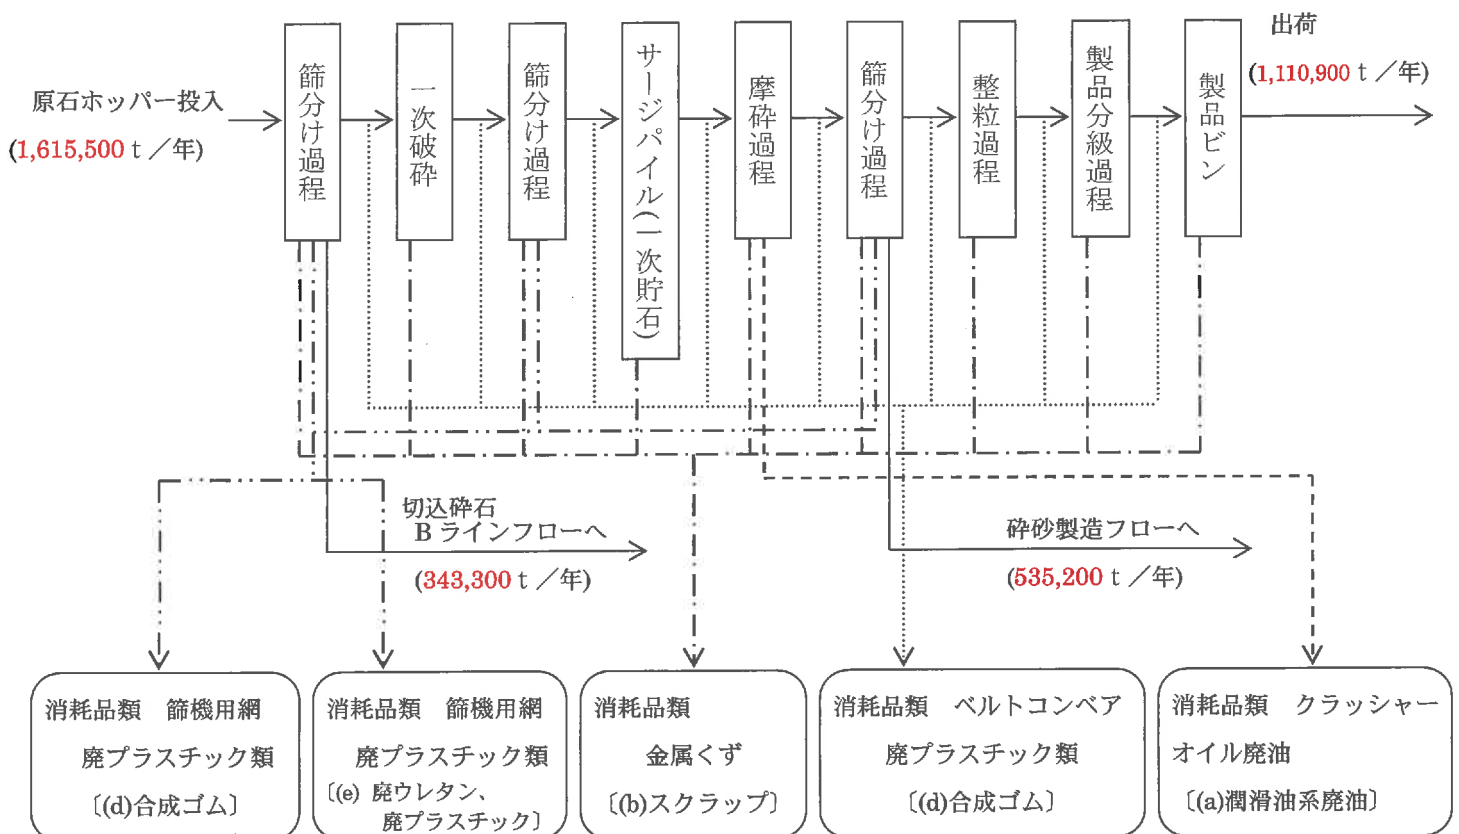 原石ホッパー投入
(1,615,500 t /年)
篩分け過程
一次破砕
篩分け過程
サージパイル(一次貯石)
摩砕過程
篩分け過程
整粒過程
製品分級過程
製品ビン
出荷
(1,110,900 t /年)
切込砕石
Bラインフローへ
(343,300 t /年)
砕砂製造フローへ
(535,200 t /年)
消耗品類 篩機用網
廃プラスチック類
〔(d)合成ゴム〕
消耗品類 篩機用網
廃プラスチック類
〔(e) 廃ウレタン、
廃プラスチック〕
消耗品類
金属くず
〔(b)スクラップ〕
消耗品類 ベルトコンベア
廃プラスチック類
〔(d)合成ゴム〕
消耗品類 クラッシャー
オイル廃油
〔(a)潤滑油系廃油〕